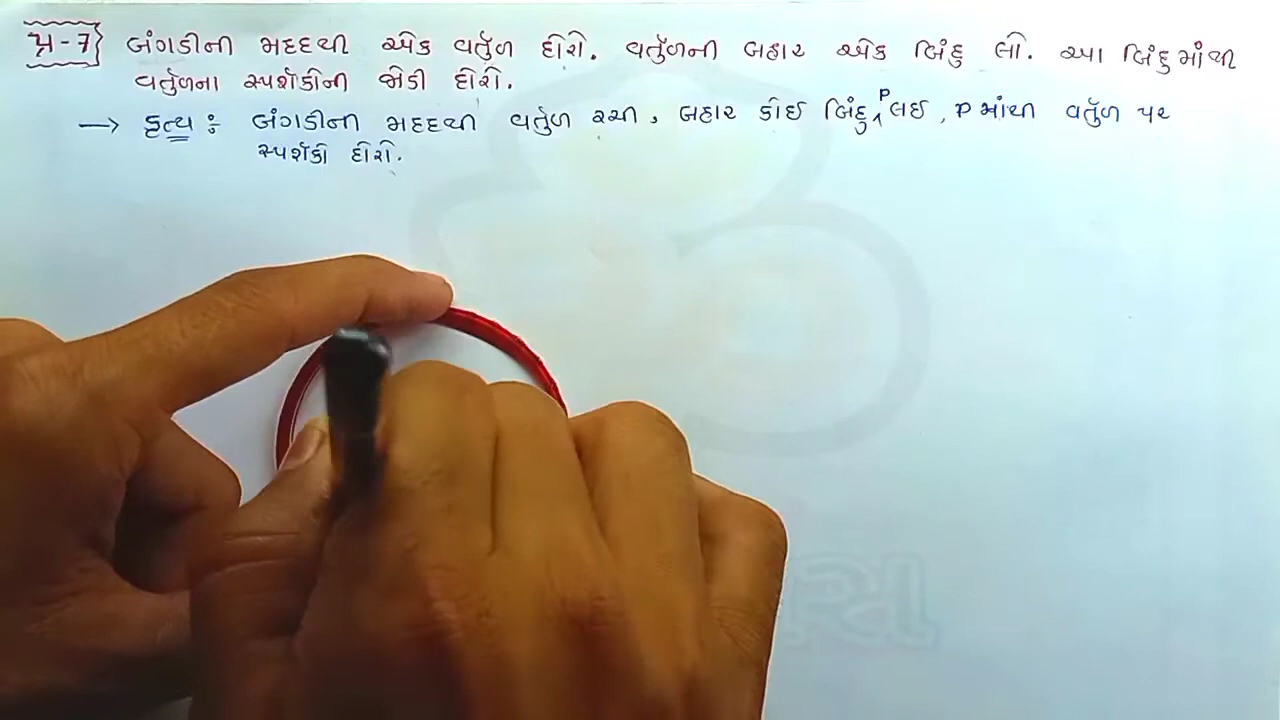 પ્ર-7 બંગડીની મદદથી એક વર્તુળ દોરો. વર્તુળની બહાર એક બિંદુ લો. આ બિંદુમાંથી
વર્તુળના સ્પર્શકોની જોડી દોરો.
→ કૃત્ય : બંગડીની મદદથી વર્તુળ રચી, બહાર કોઈ બિંદુ P લઈ, P માંથી વર્તુળ પર
સ્પર્શકો દોરો.